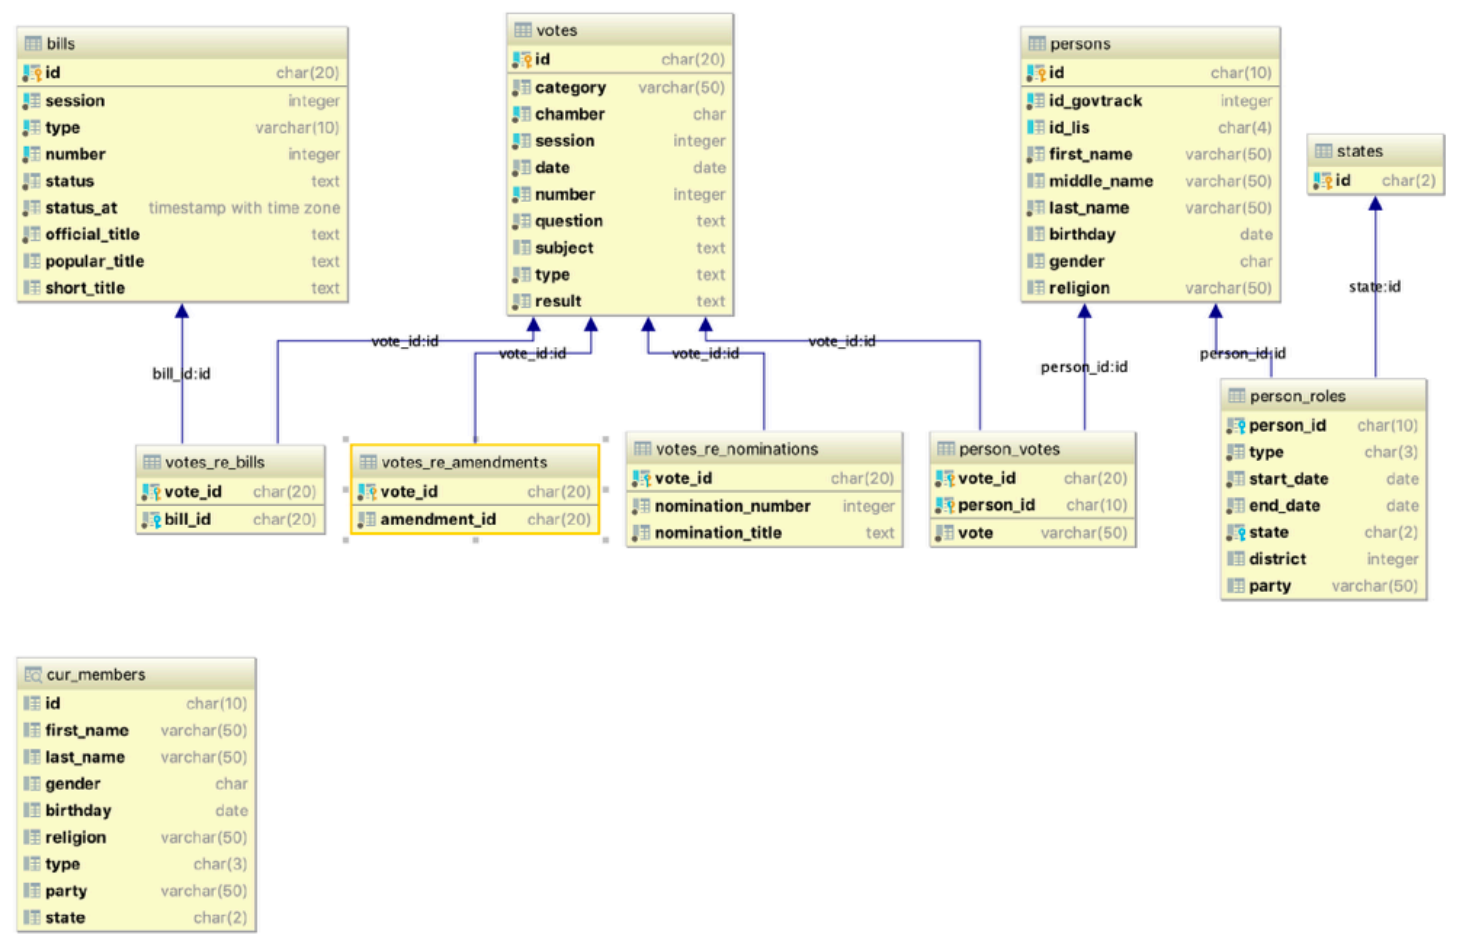 bills
id char(20)
session integer
type varchar(10)
number integer
status text
status_at timestamp with time zone
official_title text
popular_title text
short_title text
votes
id char(20)
category varchar(50)
chamber char
session integer
date date
number integer
question text
subject text
type text
result text
persons
id char(10)
id_govtrack integer
id_lis char(4)
first_name varchar(50)
middle_name varchar(50)
last_name varchar(50)
birthday date
gender char
religion varchar(50)
states
id char(2)
state:id
vote_id:id
vote_id:id
vote_id:id
vote_id:id
bill_id:id
person_id:id
person_id:id
votes_re_bills
vote_id char(20)
bill_id char(20)
votes_re_amendments
vote_id char(20)
amendment_id char(20)
votes_re_nominations
vote_id char(20)
nomination_number integer
nomination_title text
person_votes
vote_id char(20)
person_id char(10)
vote varchar(50)
person_roles
person_id char(10)
type char(3)
start_date date
end_date date
state char(2)
district integer
party varchar(50)
cur_members
id char(10)
first_name varchar(50)
last_name varchar(50)
gender char
birthday date
religion varchar(50)
type char(3)
party varchar(50)
state char(2)